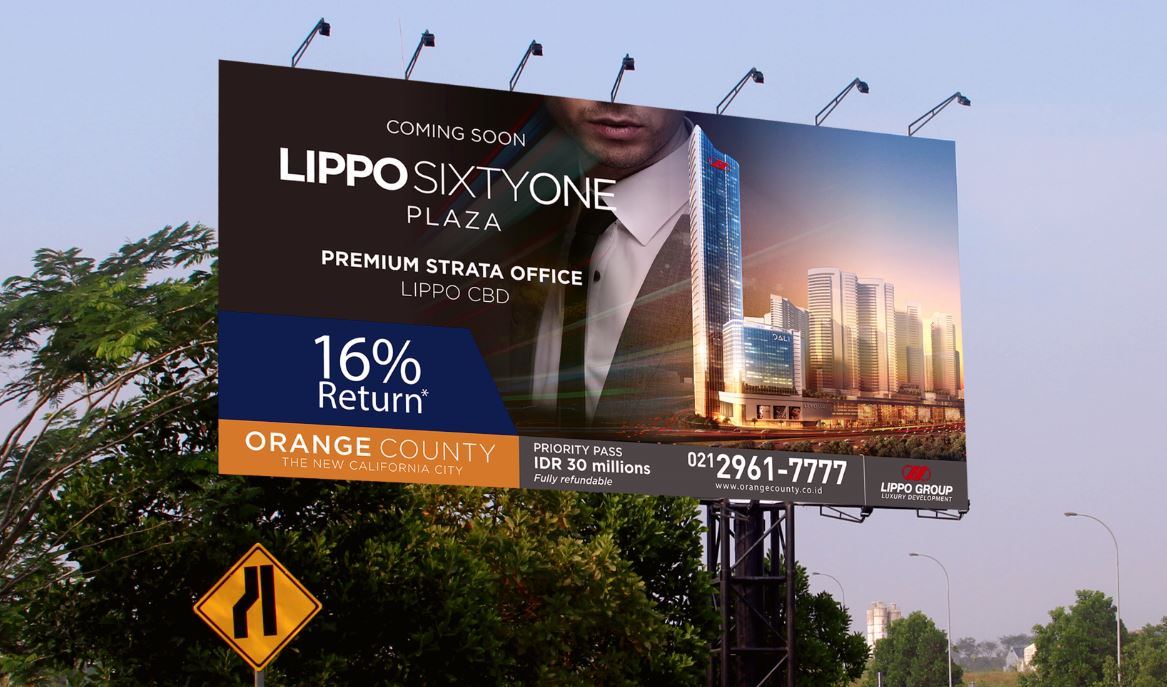 COMING SOON
LIPPO SIXTYONE
PLAZA
PREMIUM STRATA OFFICE
LIPPO CBD
16%
Return*
ORANGE COUNTY
THE NEW CALIFORNIA CITY
PRIORITY PASS
IDR 30 millions
Fully refundable
021 2961-7777
www.orangecounty.co.id
LIPPO GROUP
LUXURY DEVELOPMENT
DALI